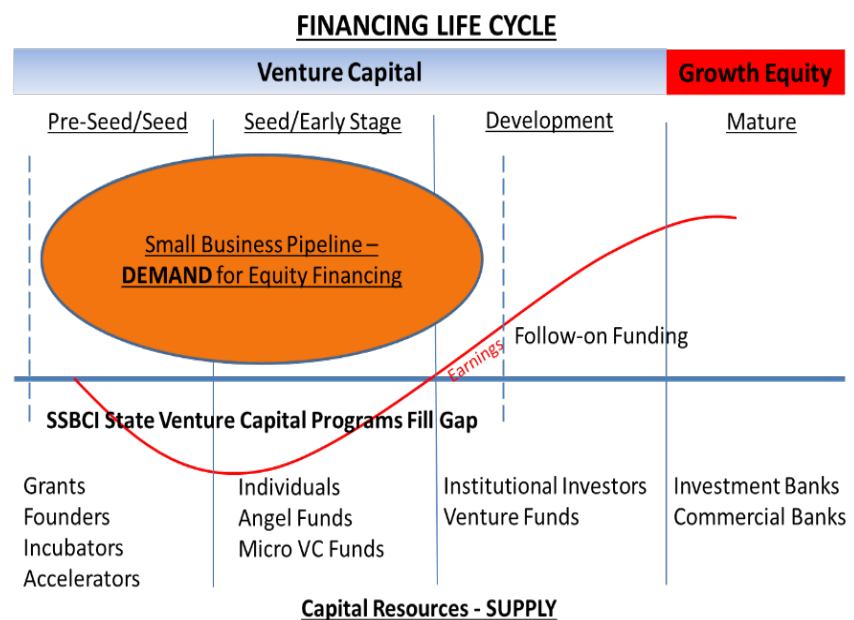 FINANCING LIFE CYCLE
Venture Capital
Growth Equity
Pre-Seed/Seed
Seed/Early Stage
Development
Mature
Small Business Pipeline –
DEMAND for Equity Financing
Follow-on Funding
Earnings
SSBCI State Venture Capital Programs Fill Gap
Grants
Founders
Incubators
Accelerators
Individuals
Angel Funds
Micro VC Funds
Institutional Investors
Venture Funds
Investment Banks
Commercial Banks
Capital Resources - SUPPLY